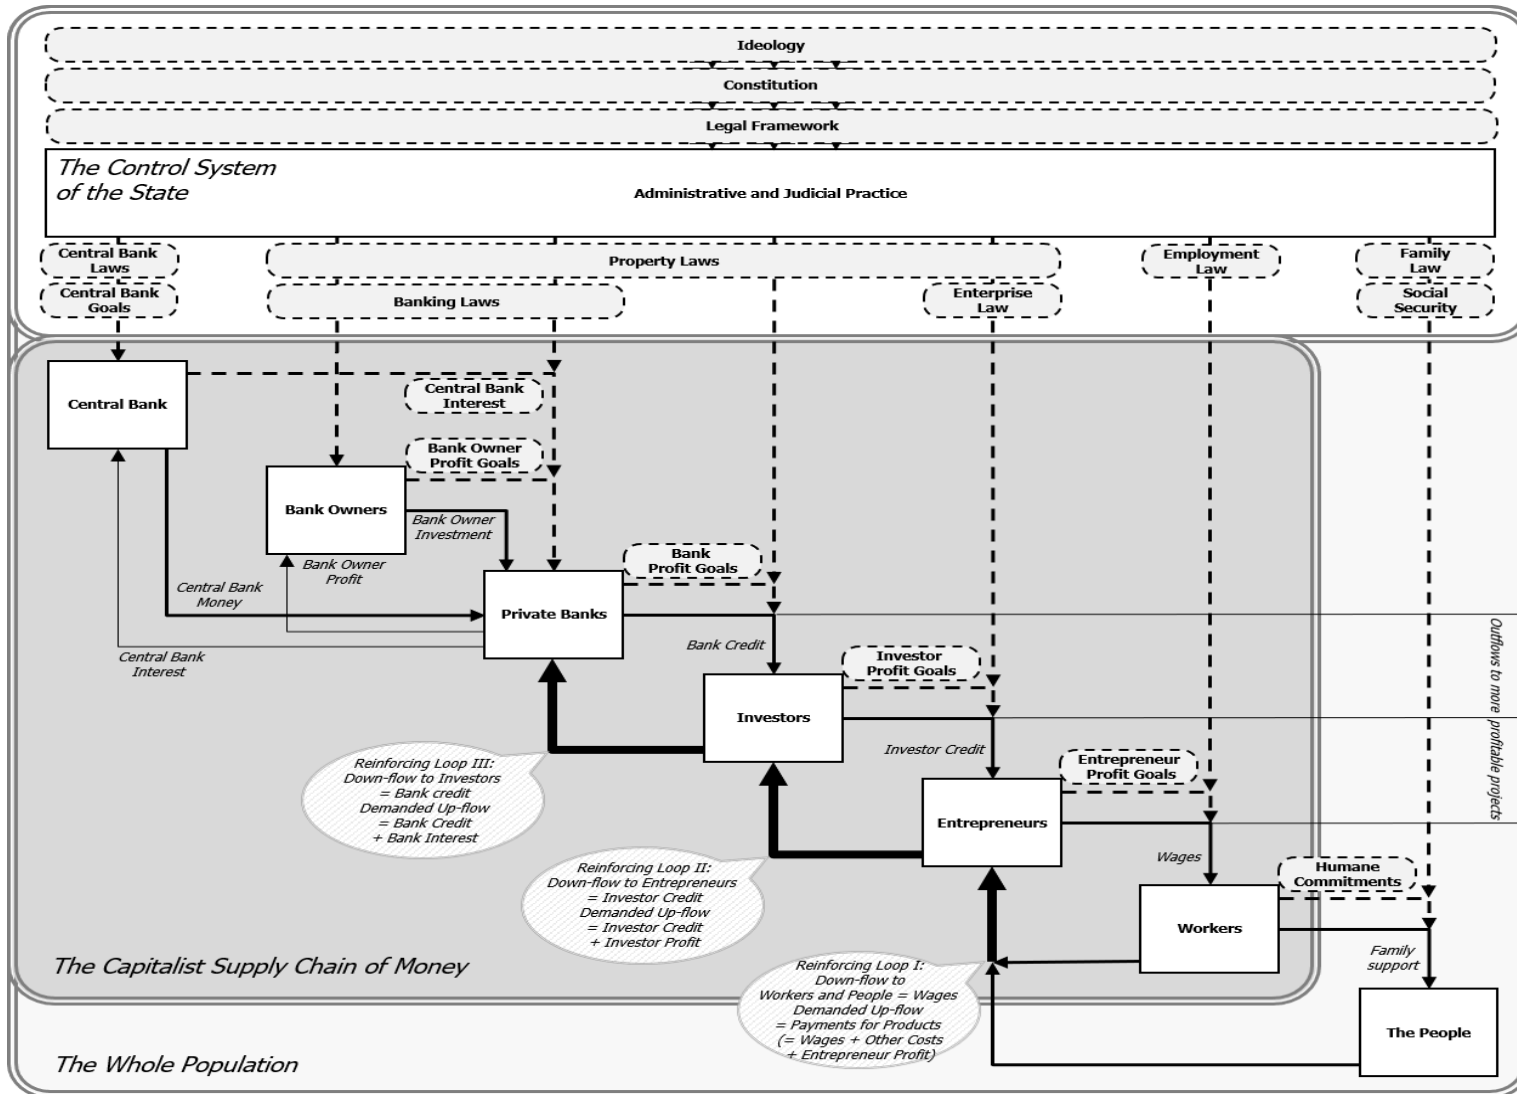 Ideology
Constitution
Legal Framework
The Control System
of the State
Administrative and Judicial Practice
Central Bank
Laws
Property Laws
Employment
Law
Family
Law
Central Bank
Goals
Banking Laws
Enterprise
Law
Social
Security
Central Bank
Central Bank
Interest
Bank Owner
Profit Goals
Bank Owners
Bank Owner
Investment
Bank Owner
Profit
Bank
Profit Goals
Central Bank
Money
Private Banks
Central Bank
Interest
Bank Credit
Investor
Profit Goals
Outflows to more profitable projects
Investors
Investor Credit
Entrepreneur
Profit Goals
Reinforcing Loop III:
Down-flow to Investors
= Bank credit
Demanded Up-flow
= Bank Credit
+ Bank Interest
Entrepreneurs
Wages
Humane
Commitments
Reinforcing Loop II:
Down-flow to Entrepreneurs
= Investor Credit
Demanded Up-flow
= Investor Credit
+ Investor Profit
Workers
Family
support
The Capitalist Supply Chain of Money
Reinforcing Loop I:
Down-flow to
Workers and People = Wages
Demanded Up-flow
= Payments for Products
(= Wages + Other Costs
+ Entrepreneur Profit)
The People
The Whole Population